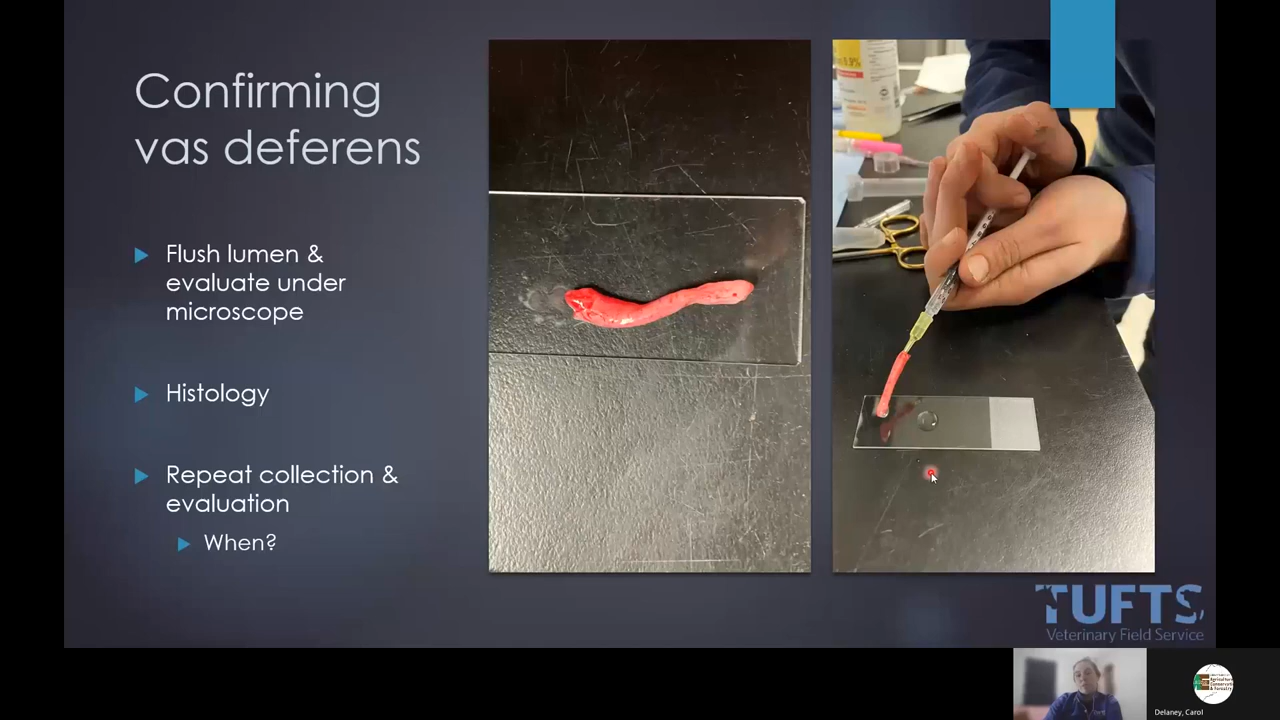 Confirming
vas deferens
Flush lumen &
evaluate under
microscope
Histology
Repeat collection &
evaluation
When?
TUFTS
Veterinary Field Service
Delaney, Carol